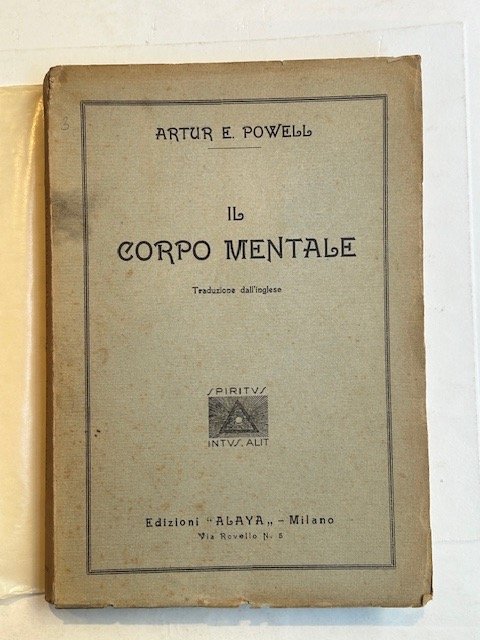 ARTUR E. POWELL
IL
CORPO MENTALE
Traduzione dall'inglese
SPIRITVS
INTVS. ALIT
Edizioni "ALAYA„ - Milano
Via Rovello N. 5